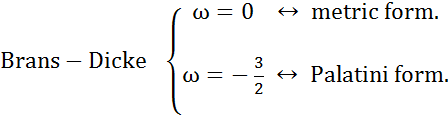 ω = 0 ↔ metric form.
Brans − Dicke {
ω = − 3/2 ↔ Palatini form.